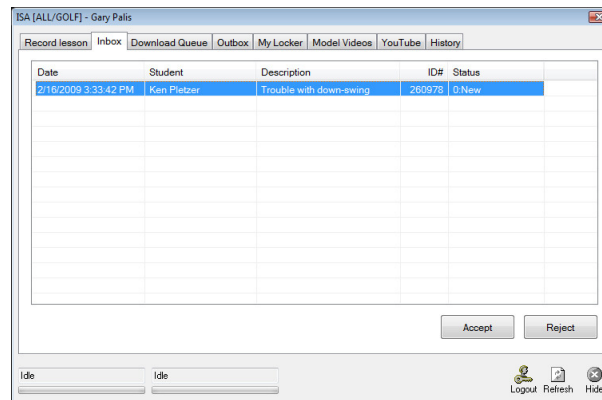 ISA [ALL/GOLF] - Gary Palis
Record lesson Inbox Download Queue Outbox My Locker Model Videos YouTube History
Date Student Description ID# Status
2/16/2009 3:33:42 PM Ken Pletzer Trouble with down-swing 260978 0:New
Accept Reject
Idle Idle
Logout Refresh Hide